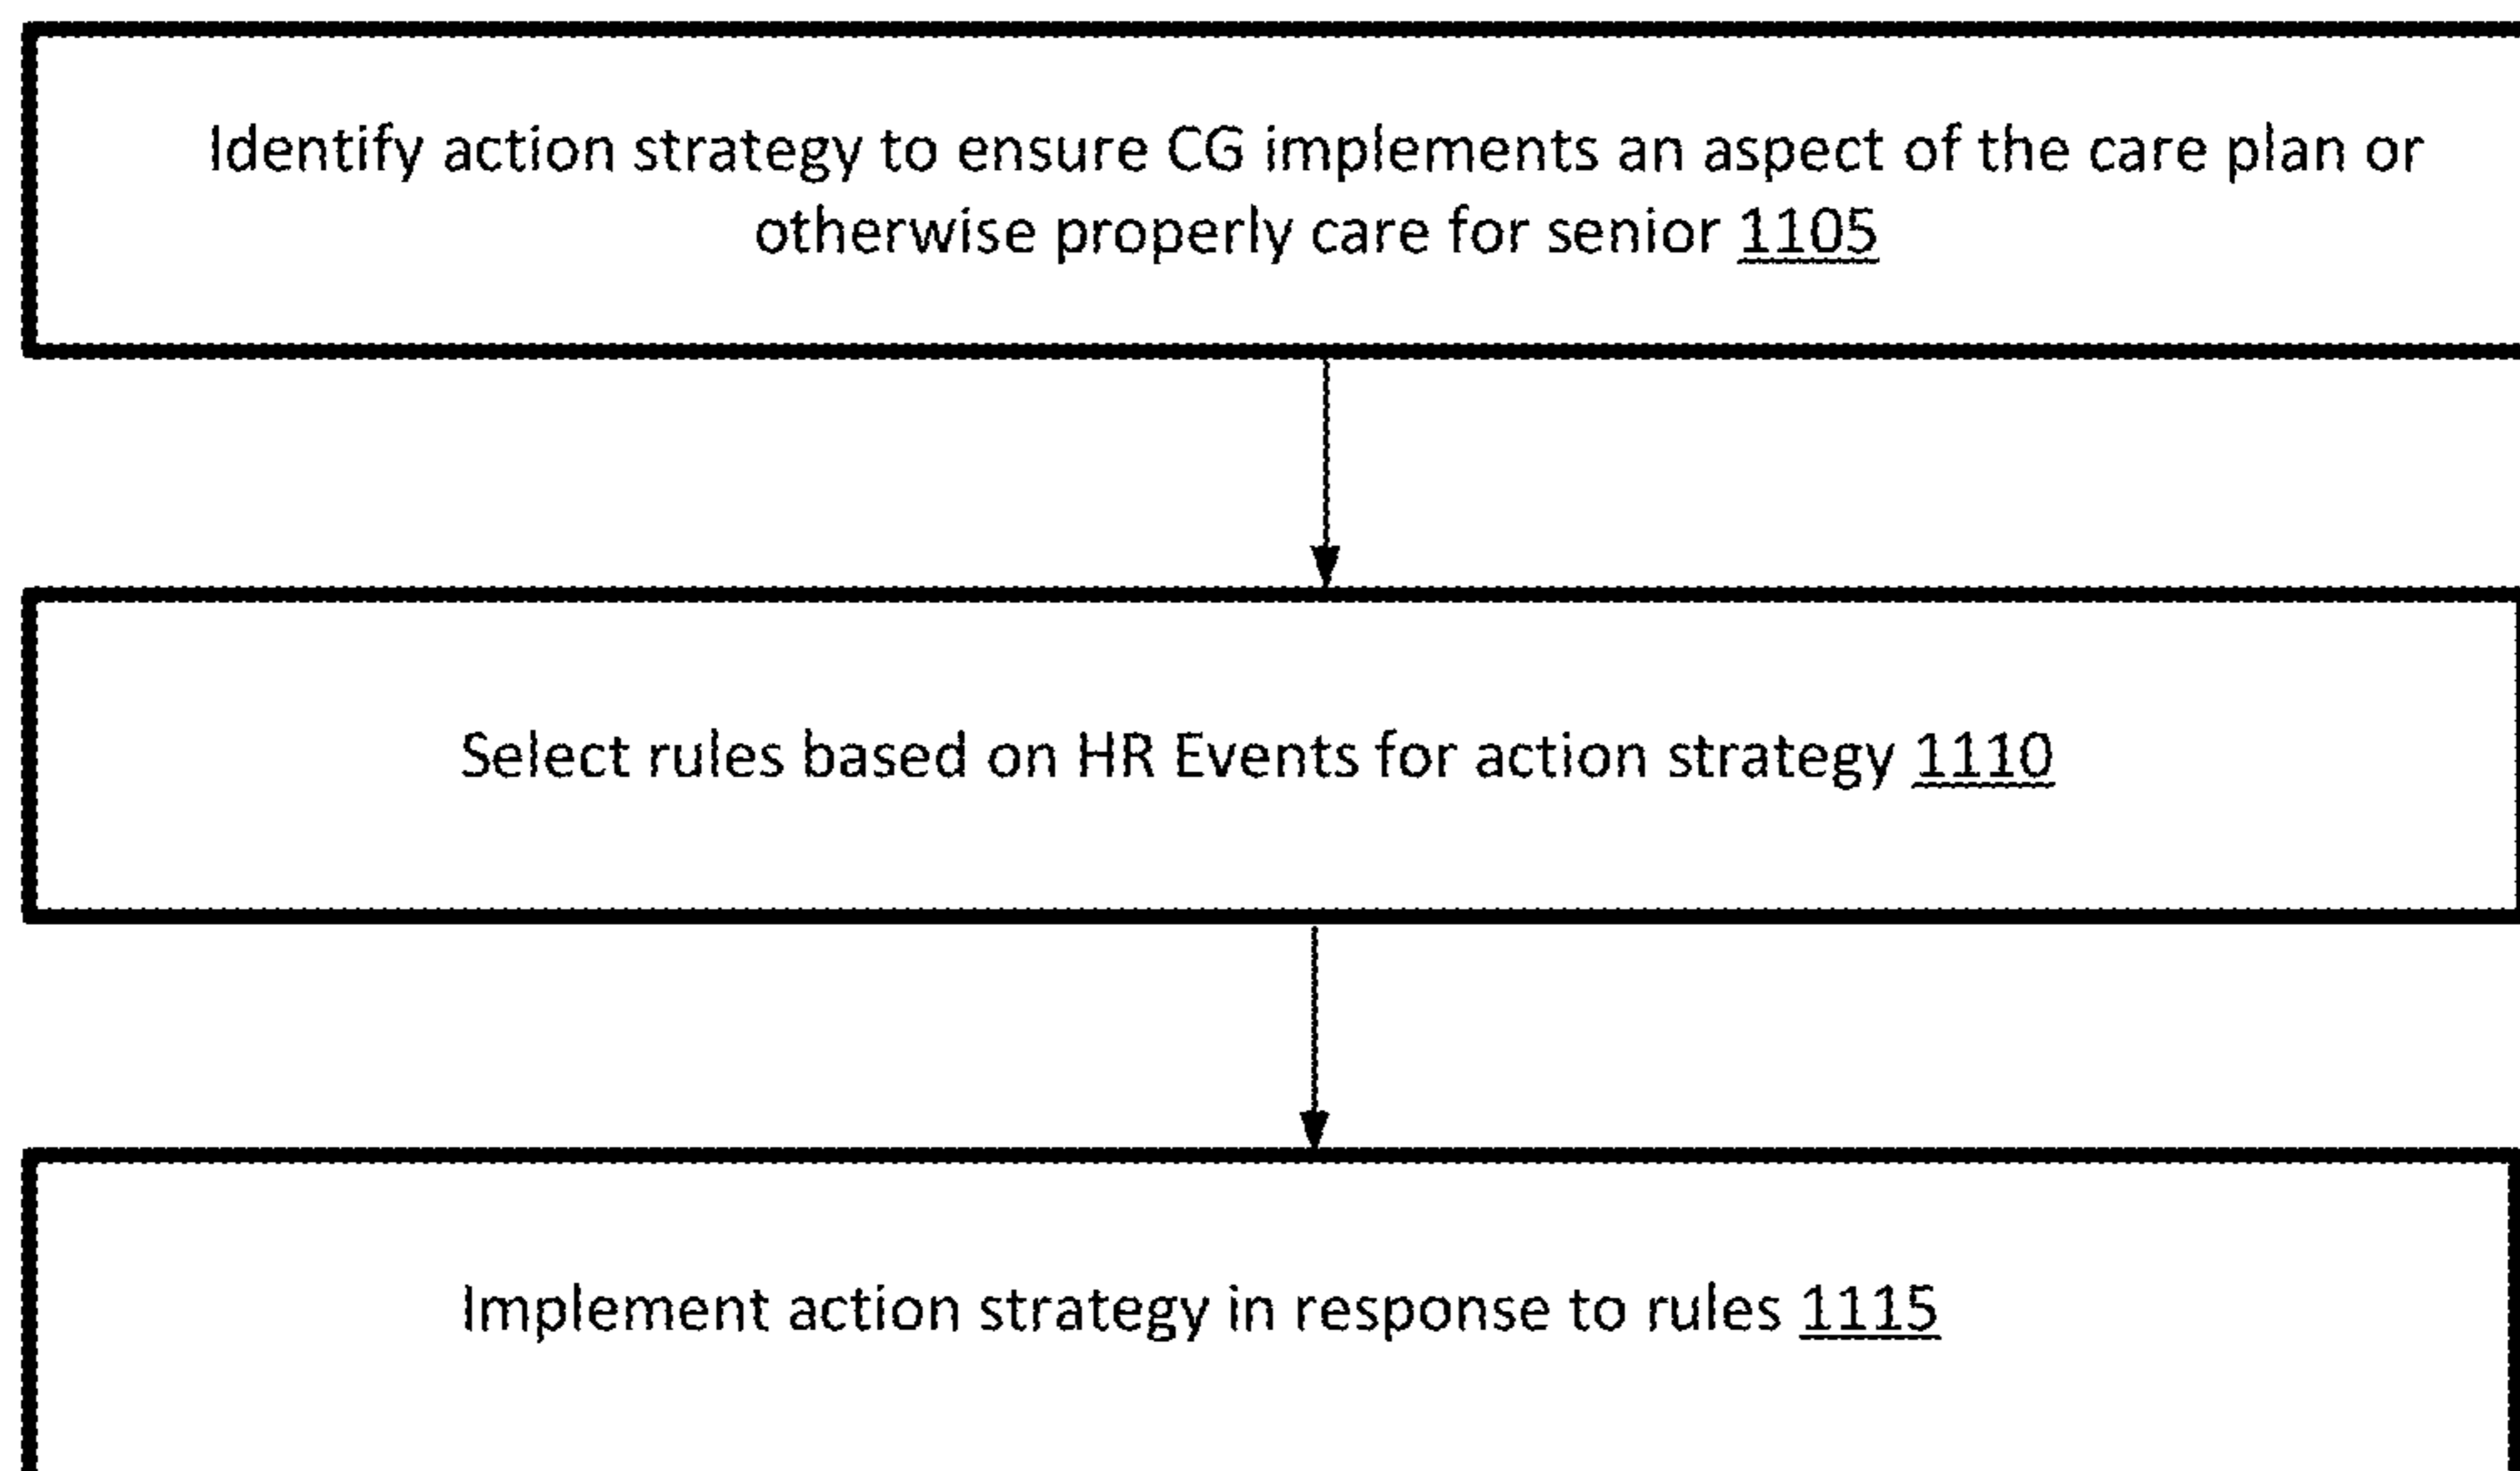 Identify action strategy to ensure CG implements an aspect of the care plan or
otherwise properly care for senior 1105
Select rules based on HR Events for action strategy 1110
Implement action strategy in response to rules 1115